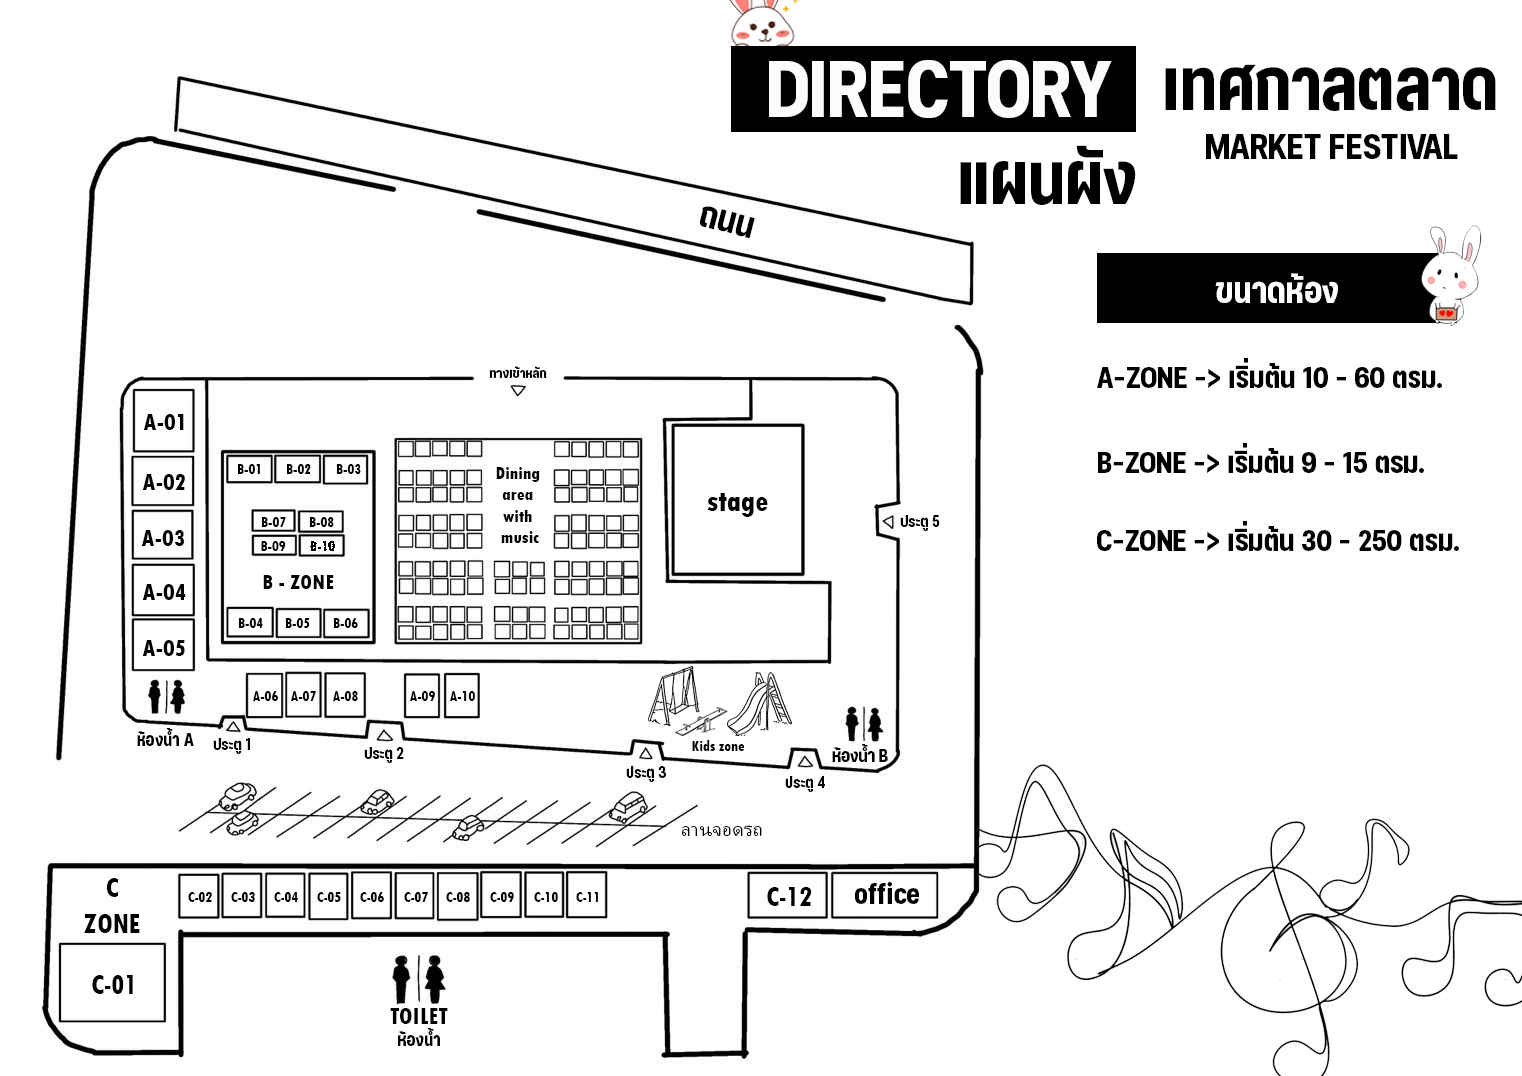 DIRECTORY
เทศกาลตลาด
MARKET FESTIVAL
แผนผัง
ถนน
ขนาดห้อง
A-ZONE -> เริ่มต้น 10 - 60 ตรม.
B-ZONE -> เริ่มต้น 9 - 15 ตรม.
C-ZONE -> เริ่มต้น 30 - 250 ตรม.
ทางเข้าหลัก
A-01
A-02
A-03
A-04
A-05
B-01 B-02 B-03
B-07 B-08
B-09 B-10
B - ZONE
B-04 B-05 B-06
Dining
area
with
music
stage
ประตู 5
A-06 A-07 A-08 A-09 A-10
Kids zone
ห้องน้ำ A
ประตู 1
ประตู 2
ประตู 3
ประตู 4
ห้องน้ำ B
ลานจอดรถ
C
ZONE
C-01
C-02 C-03 C-04 C-05 C-06 C-07 C-08 C-09 C-10 C-11
C-12
office
TOILET
ห้องน้ำ